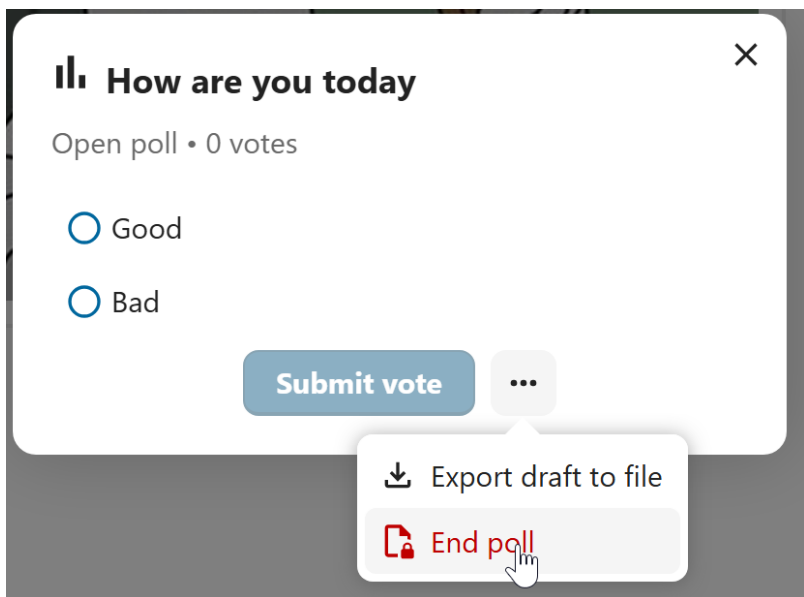 How are you today
Open poll • 0 votes
Good
Bad
Submit vote
Export draft to file
End poll